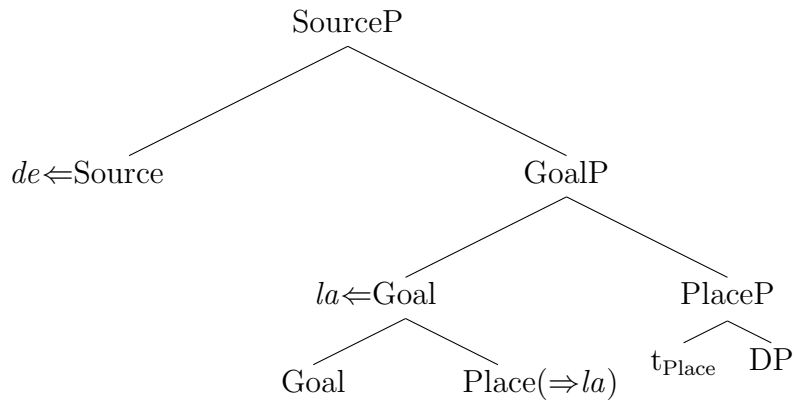 SourceP
de⇐Source GoalP
la⇐Goal PlaceP
Goal Place(⇒la) tPlace DP